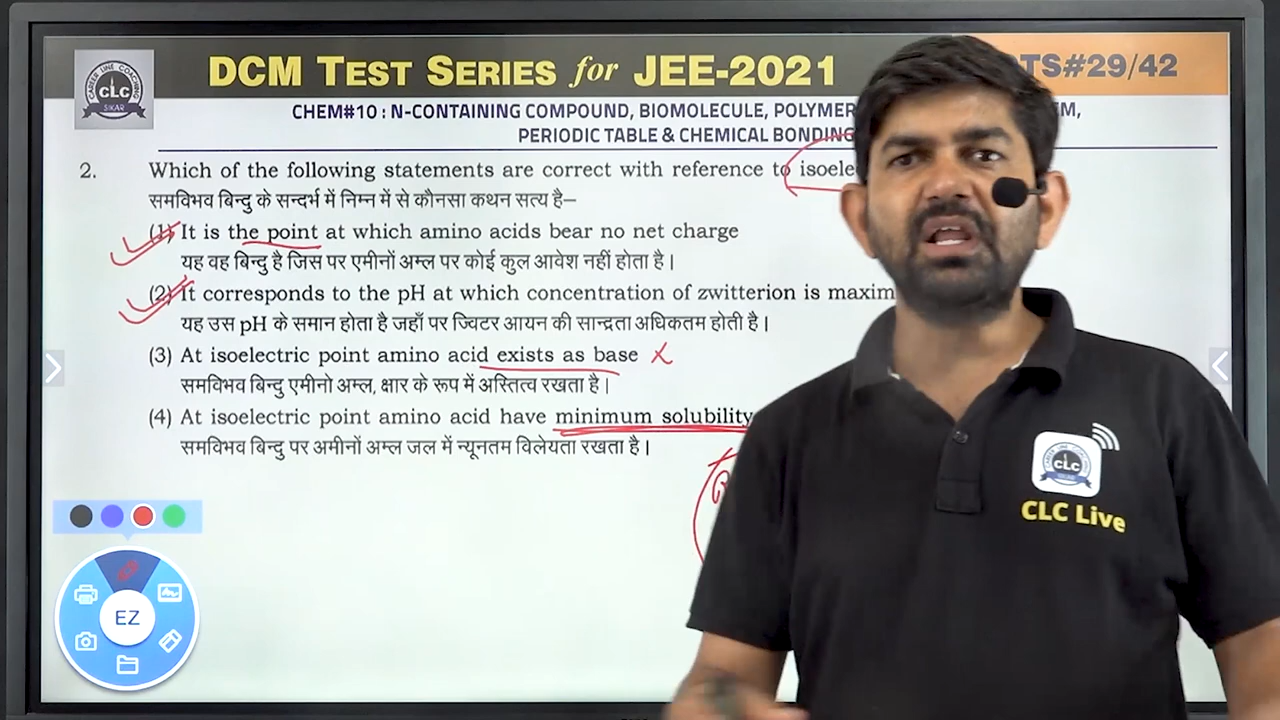 DCM TEST SERIES for JEE-2021
TS#29/42
CAREER LINE COACHING
CLC
SIKAR
CHEM#10 : N-CONTAINING COMPOUND, BIOMOLECULE, POLYMER
PERIODIC TABLE & CHEMICAL BONDING
2. Which of the following statements are correct with reference to
समविभव बिन्दु के सन्दर्भ में निम्न में से कौनसा कथन सत्य है–
(1) It is the point at which amino acids bear no net charge
यह वह बिन्दु है जिस पर एमीनों अम्ल पर कोई कुल आवेश नहीं होता है।
(2) It corresponds to the pH at which concentration of zwitterion is maxim
यह उस pH के समान होता है जहाँ पर ज्विटर आयन की सान्द्रता अधिकतम होती है।
(3) At isoelectric point amino acid exists as base
समविभव बिन्दु एमीनो अम्ल, क्षार के रूप में अस्तित्व रखता है।
(4) At isoelectric point amino acid have minimum solubility
समविभव बिन्दु पर अमीनों अम्ल जल में न्यूनतम विलेयता रखता है।
EZ
CLC
CLC Live